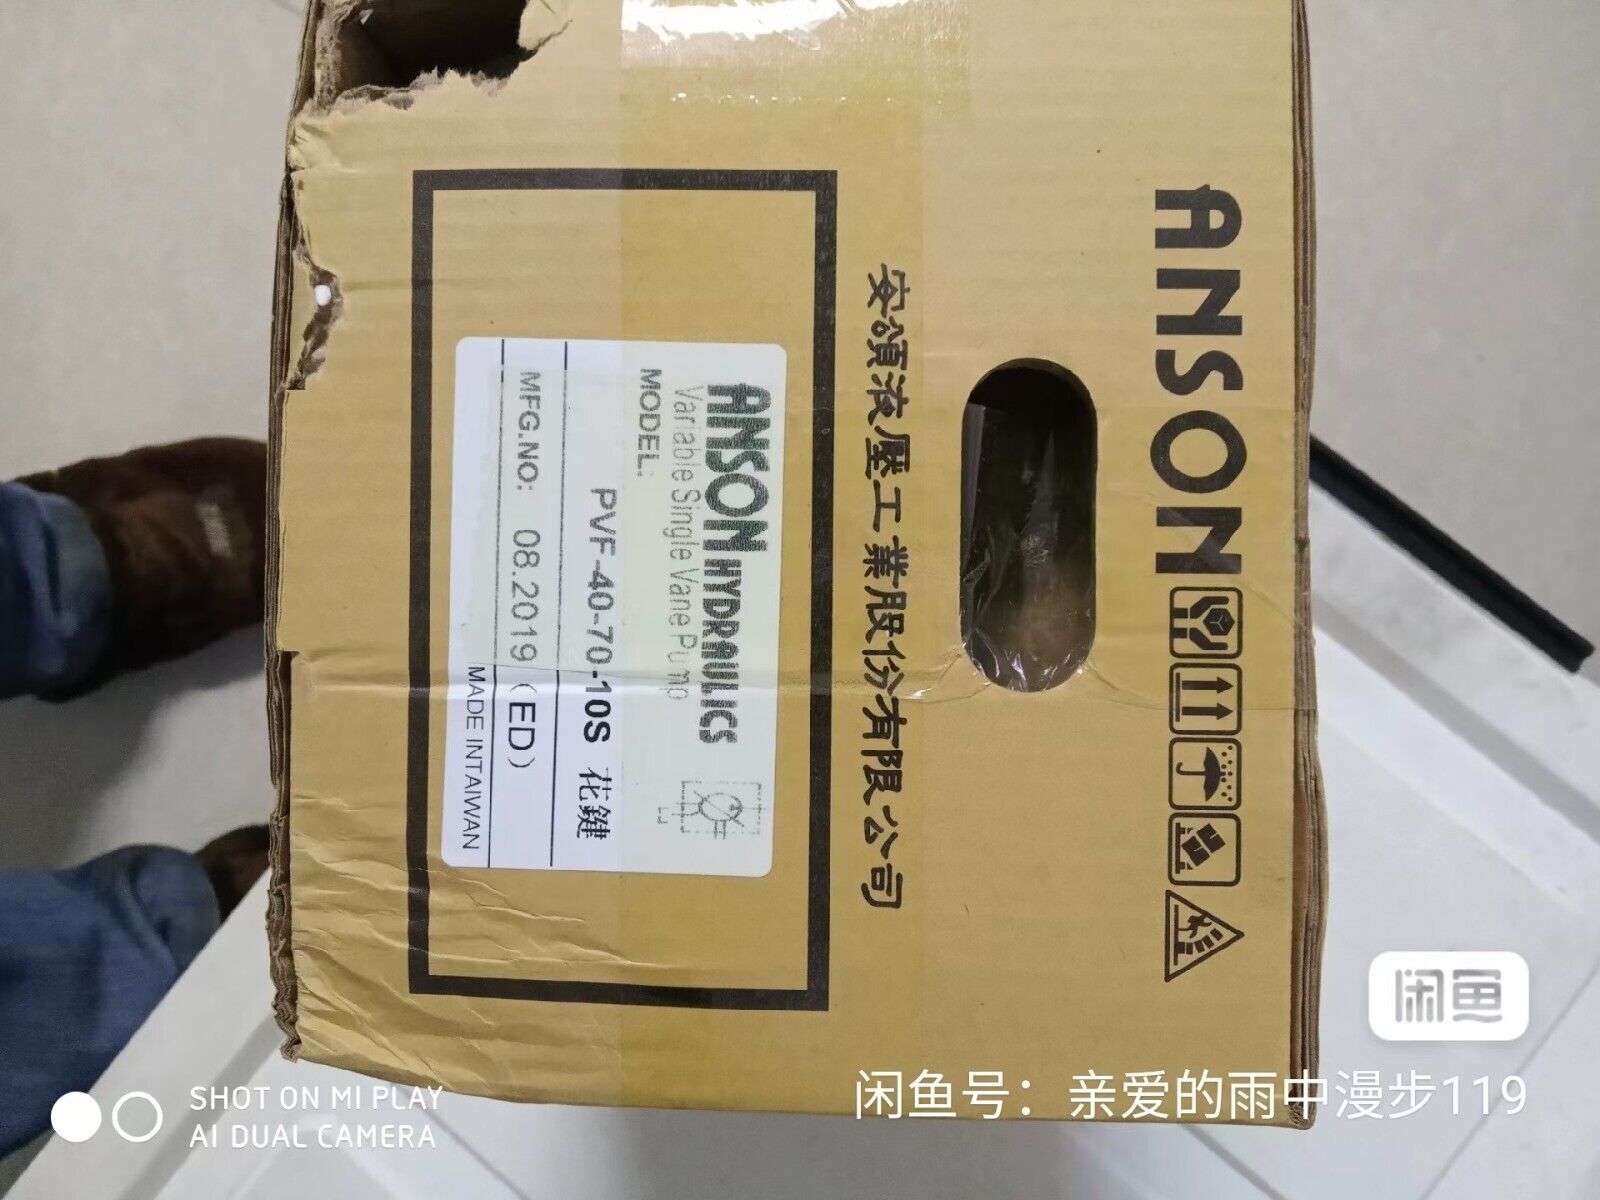 ANSON
安頌液壓工業股份有限公司
ANSON HYDRAULICS
Variable Single Vane Pump
MODEL:
PVF-40-70-10S 花鍵
MFG.NO: 08.2019 (ED)
MADE INTAIWAN
闲鱼
闲鱼号：亲爱的雨中漫步119
SHOT ON MI PLAY
AI DUAL CAMERA